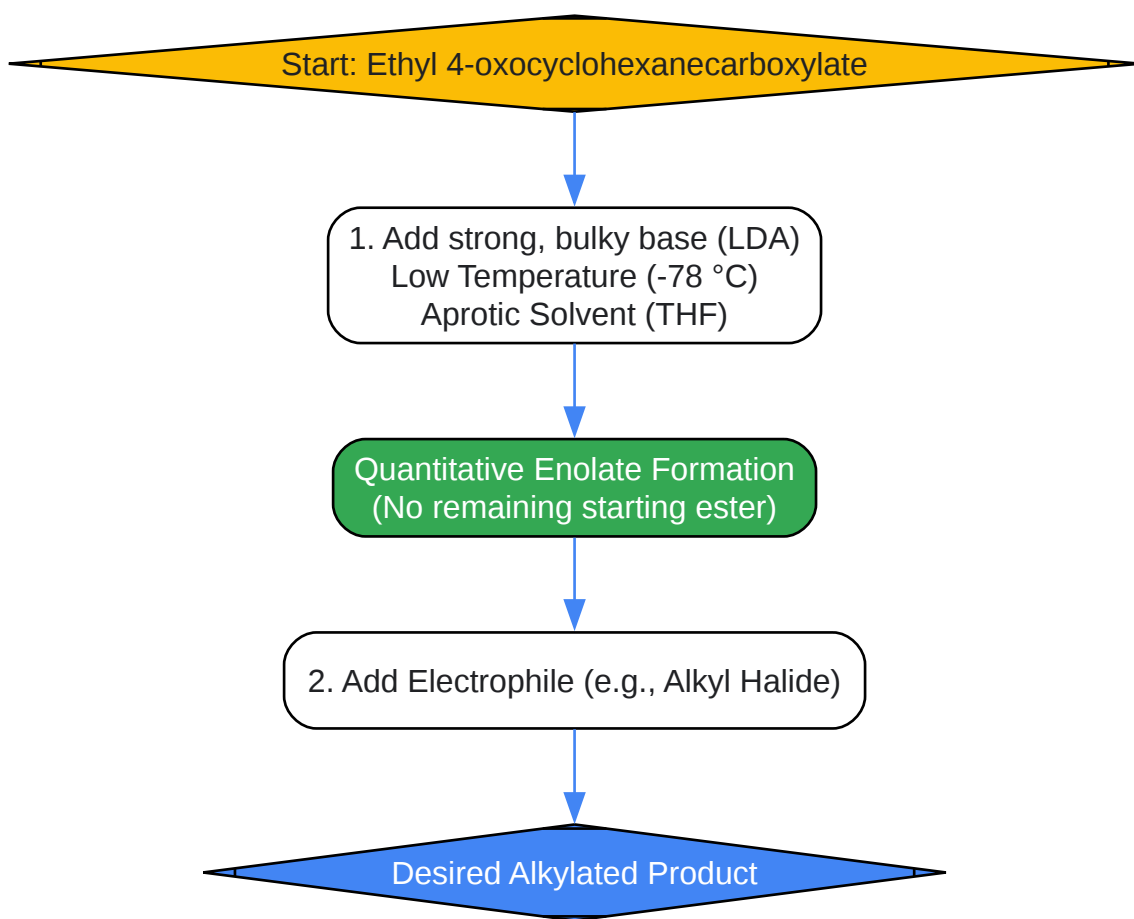 Start: Ethyl 4-oxocyclohexanecarboxylate
1. Add strong, bulky base (LDA)
Low Temperature (-78 °C)
Aprotic Solvent (THF)
Quantitative Enolate Formation
(No remaining starting ester)
2. Add Electrophile (e.g., Alkyl Halide)
Desired Alkylated Product